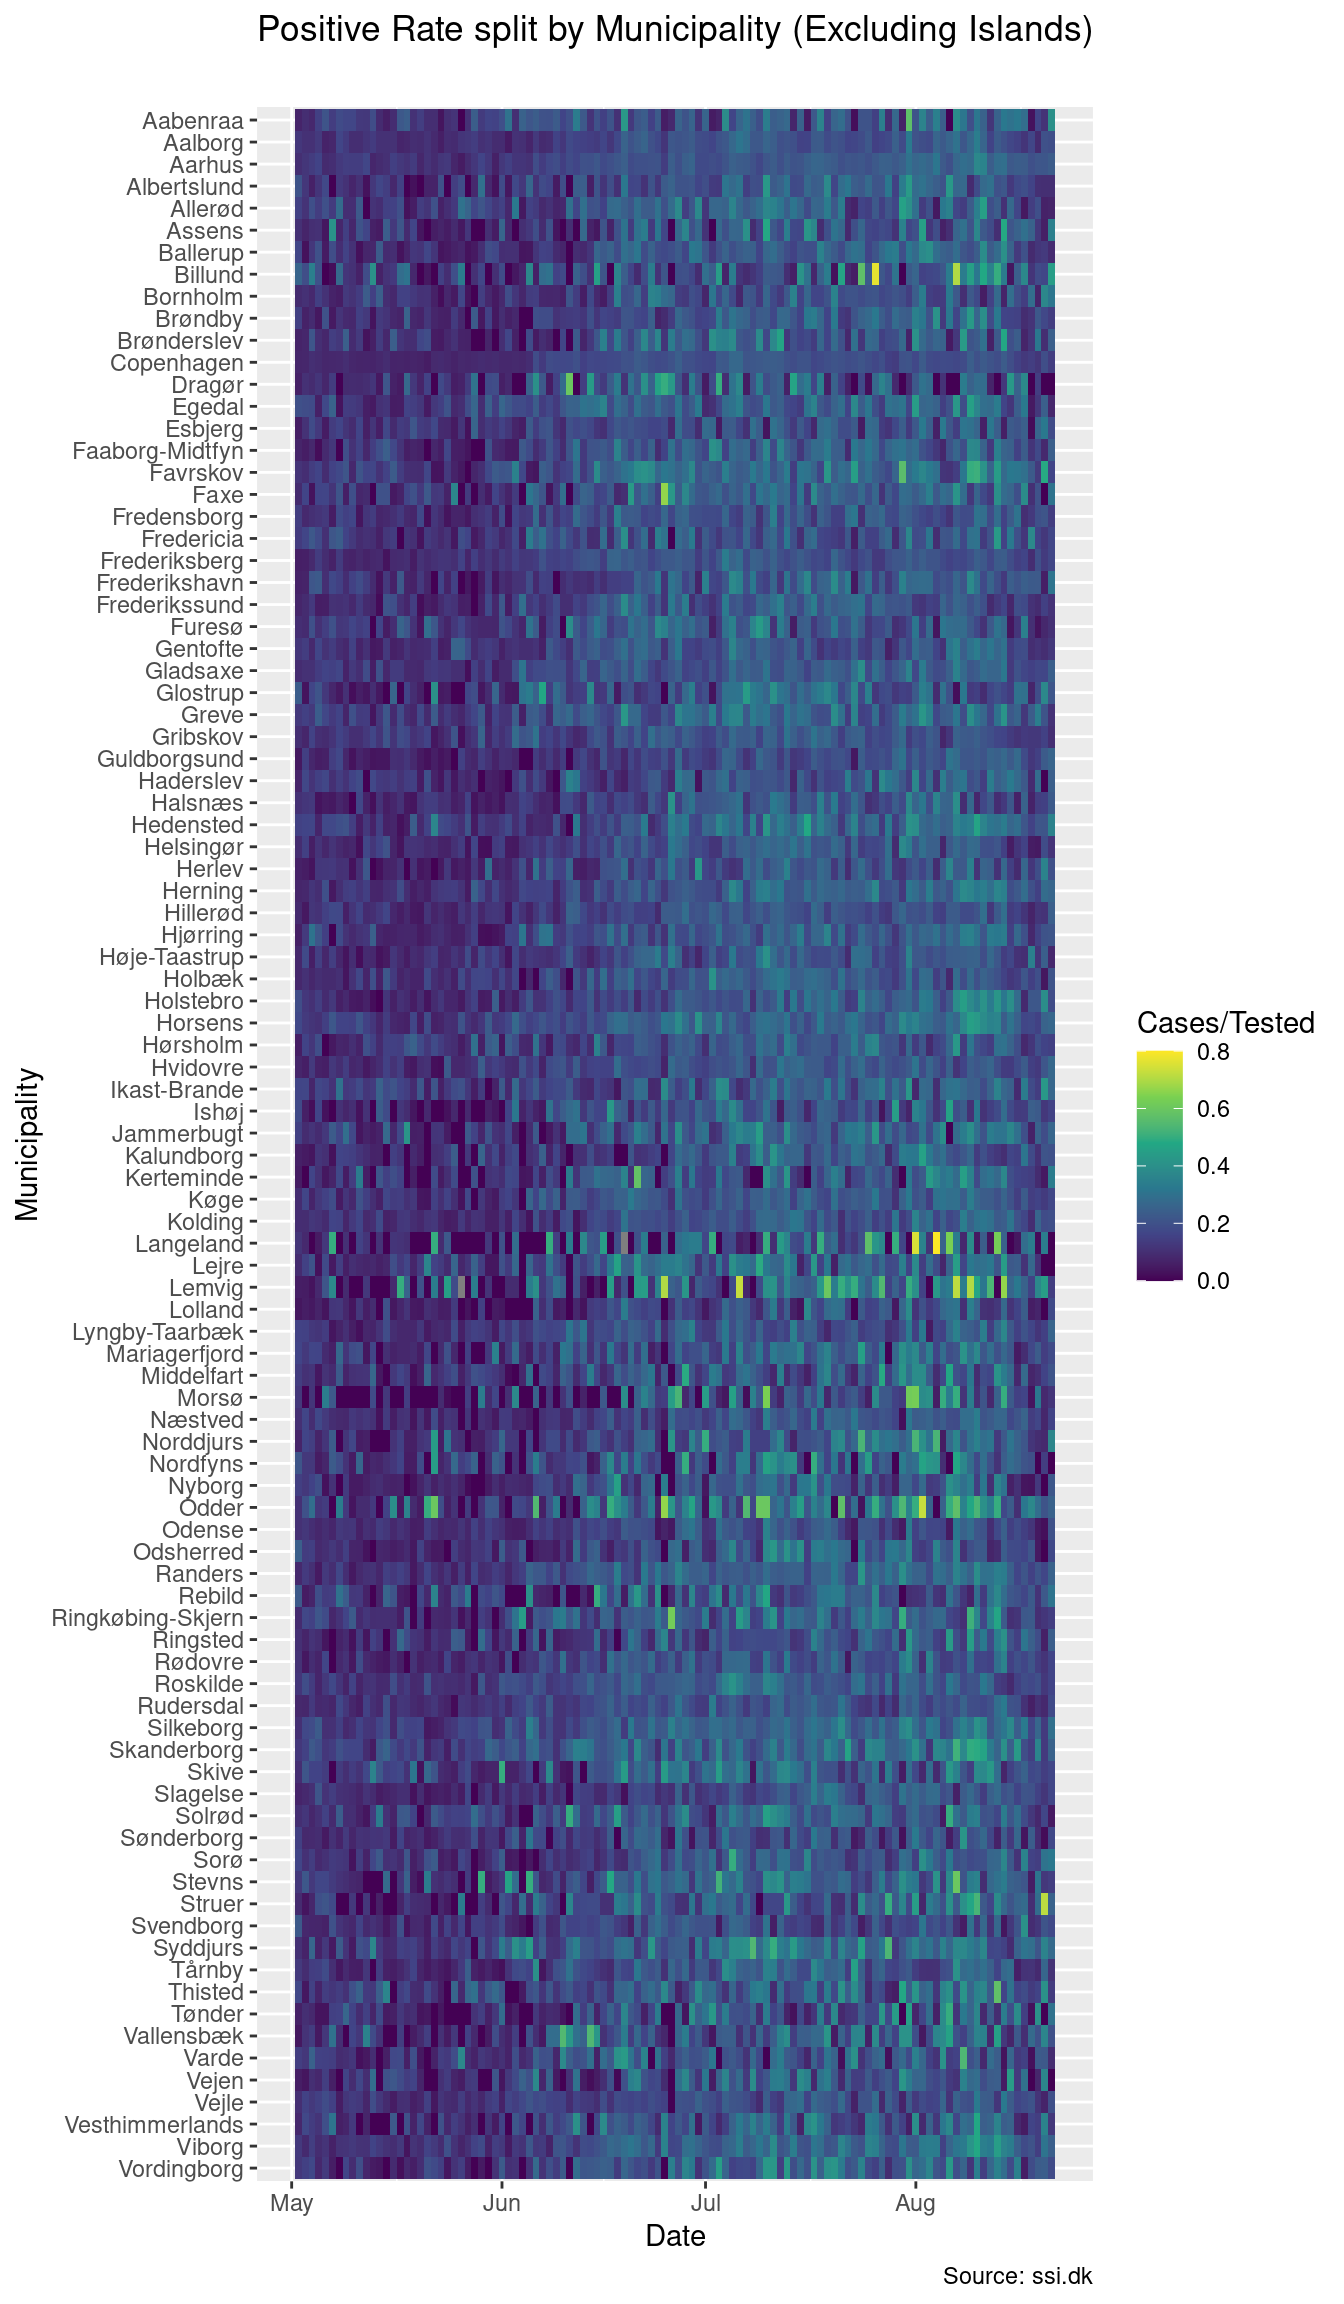 Positive Rate split by Municipality (Excluding Islands)
Aabenraa
Aalborg
Aarhus
Albertslund
Allerød
Assens
Ballerup
Billund
Bornholm
Brøndby
Brønderslev
Copenhagen
Dragør
Egedal
Esbjerg
Faaborg-Midtfyn
Favrskov
Faxe
Fredensborg
Fredericia
Frederiksberg
Frederikshavn
Frederikssund
Furesø
Gentofte
Gladsaxe
Glostrup
Greve
Gribskov
Guldborgsund
Haderslev
Halsnæs
Hedensted
Helsingør
Herlev
Herning
Hillerød
Hjørring
Høje-Taastrup
Holbæk
Holstebro
Horsens
Hørsholm
Hvidovre
Ikast-Brande
Ishøj
Jammerbugt
Kalundborg
Kerteminde
Køge
Kolding
Langeland
Lejre
Lemvig
Lolland
Lyngby-Taarbæk
Mariagerfjord
Middelfart
Morsø
Næstved
Norddjurs
Nordfyns
Nyborg
Odder
Odense
Odsherred
Randers
Rebild
Ringkøbing-Skjern
Ringsted
Rødovre
Roskilde
Rudersdal
Silkeborg
Skanderborg
Skive
Slagelse
Solrød
Sønderborg
Sorø
Stevns
Struer
Svendborg
Syddjurs
Tårnby
Thisted
Tønder
Vallensbæk
Varde
Vejen
Vejle
Vesthimmerlands
Viborg
Vordingborg
Municipality
May
Jun
Jul
Aug
Date
Cases/Tested
0.8
0.6
0.4
0.2
0.0
Source: ssi.dk